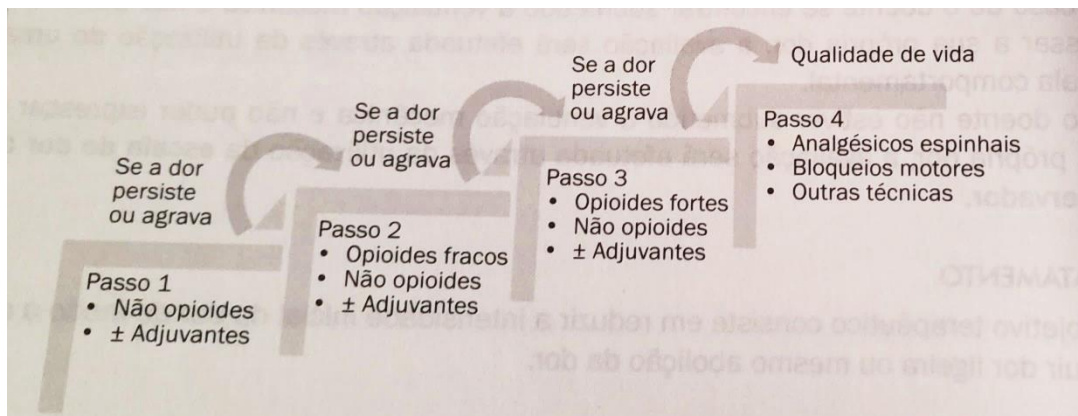 Se a dor
persiste
ou agrava
Passo 1
• Não opioides
• ± Adjuvantes
Se a dor
persiste
ou agrava
Passo 2
• Opioides fracos
• Não opioides
• ± Adjuvantes
Se a dor
persiste
ou agrava
Passo 3
• Opioides fortes
• Não opioides
• ± Adjuvantes
Qualidade de vida
Passo 4
• Analgésicos espinhais
• Bloqueios motores
• Outras técnicas